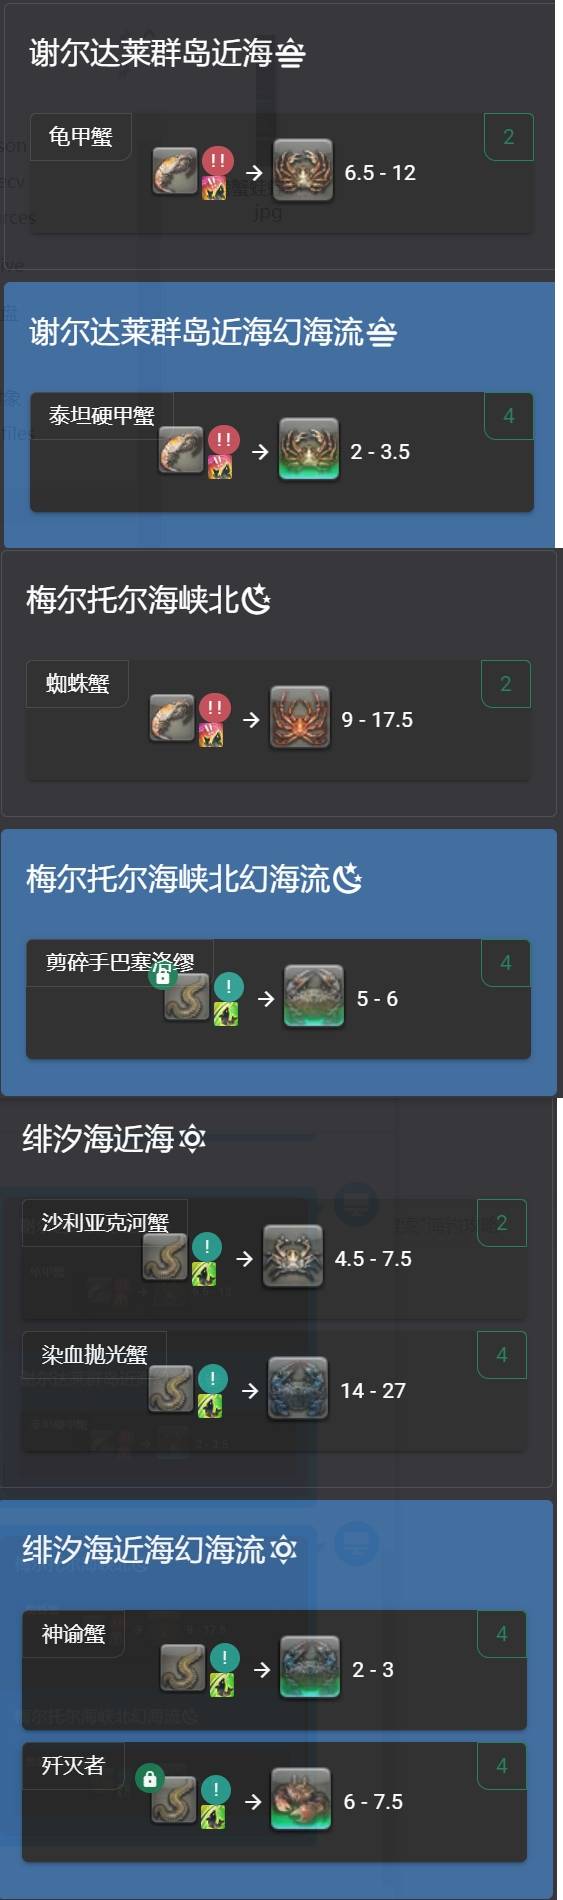 谢尔达莱群岛近海
龟甲蟹
2
!!
6.5 - 12
jpg
谢尔达莱群岛近海幻海流
泰坦硬甲蟹
4
!!
2 - 3.5
梅尔托尔海峡北
蜘蛛蟹
2
!!
9 - 17.5
梅尔托尔海峡北幻海流
剪碎手巴塞洛缪
4
!
5 - 6
绯汐海近海
沙利亚克河蟹
2
!
4.5 - 7.5
染血抛光蟹
4
!
14 - 27
绯汐海近海幻海流
神谕蟹
4
!
2 - 3
歼灭者
4
!
6 - 7.5